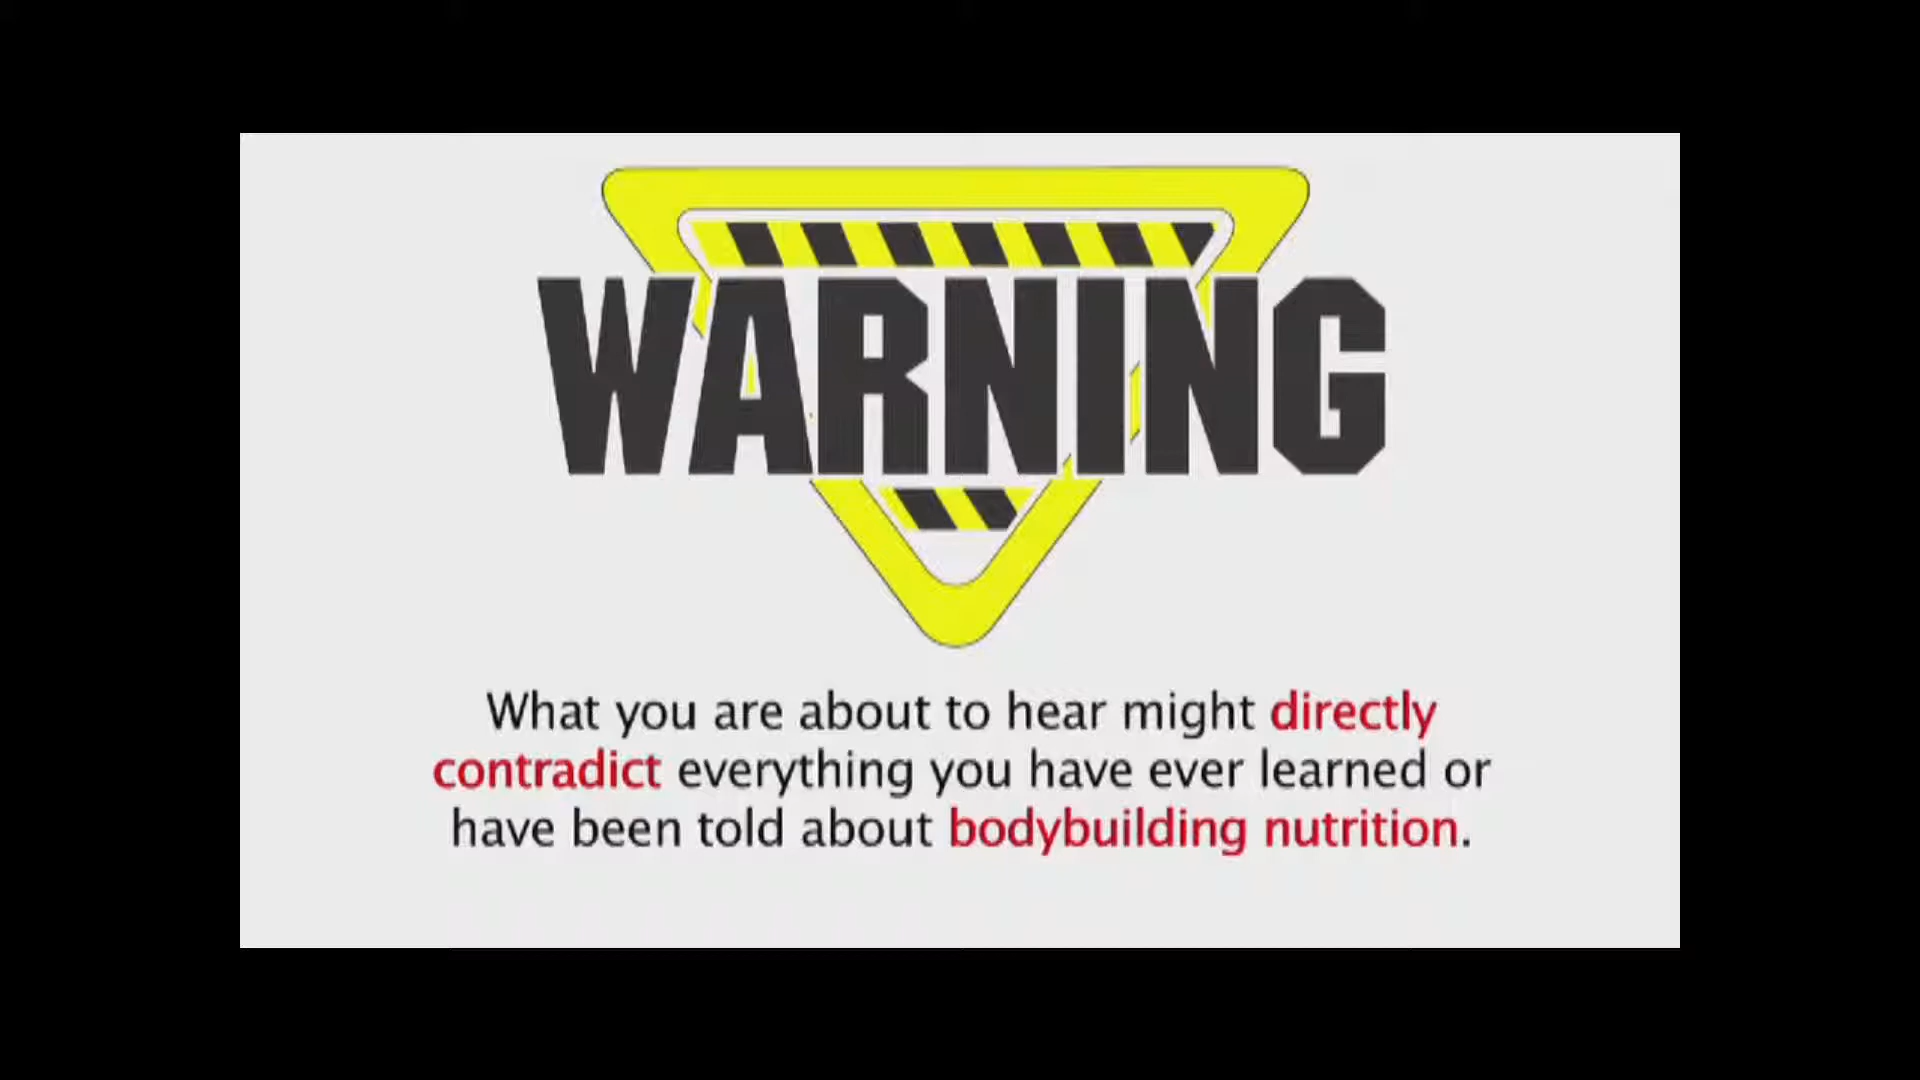 WARNING
What you are about to hear might directly
contradict everything you have ever learned or
have been told about bodybuilding nutrition.